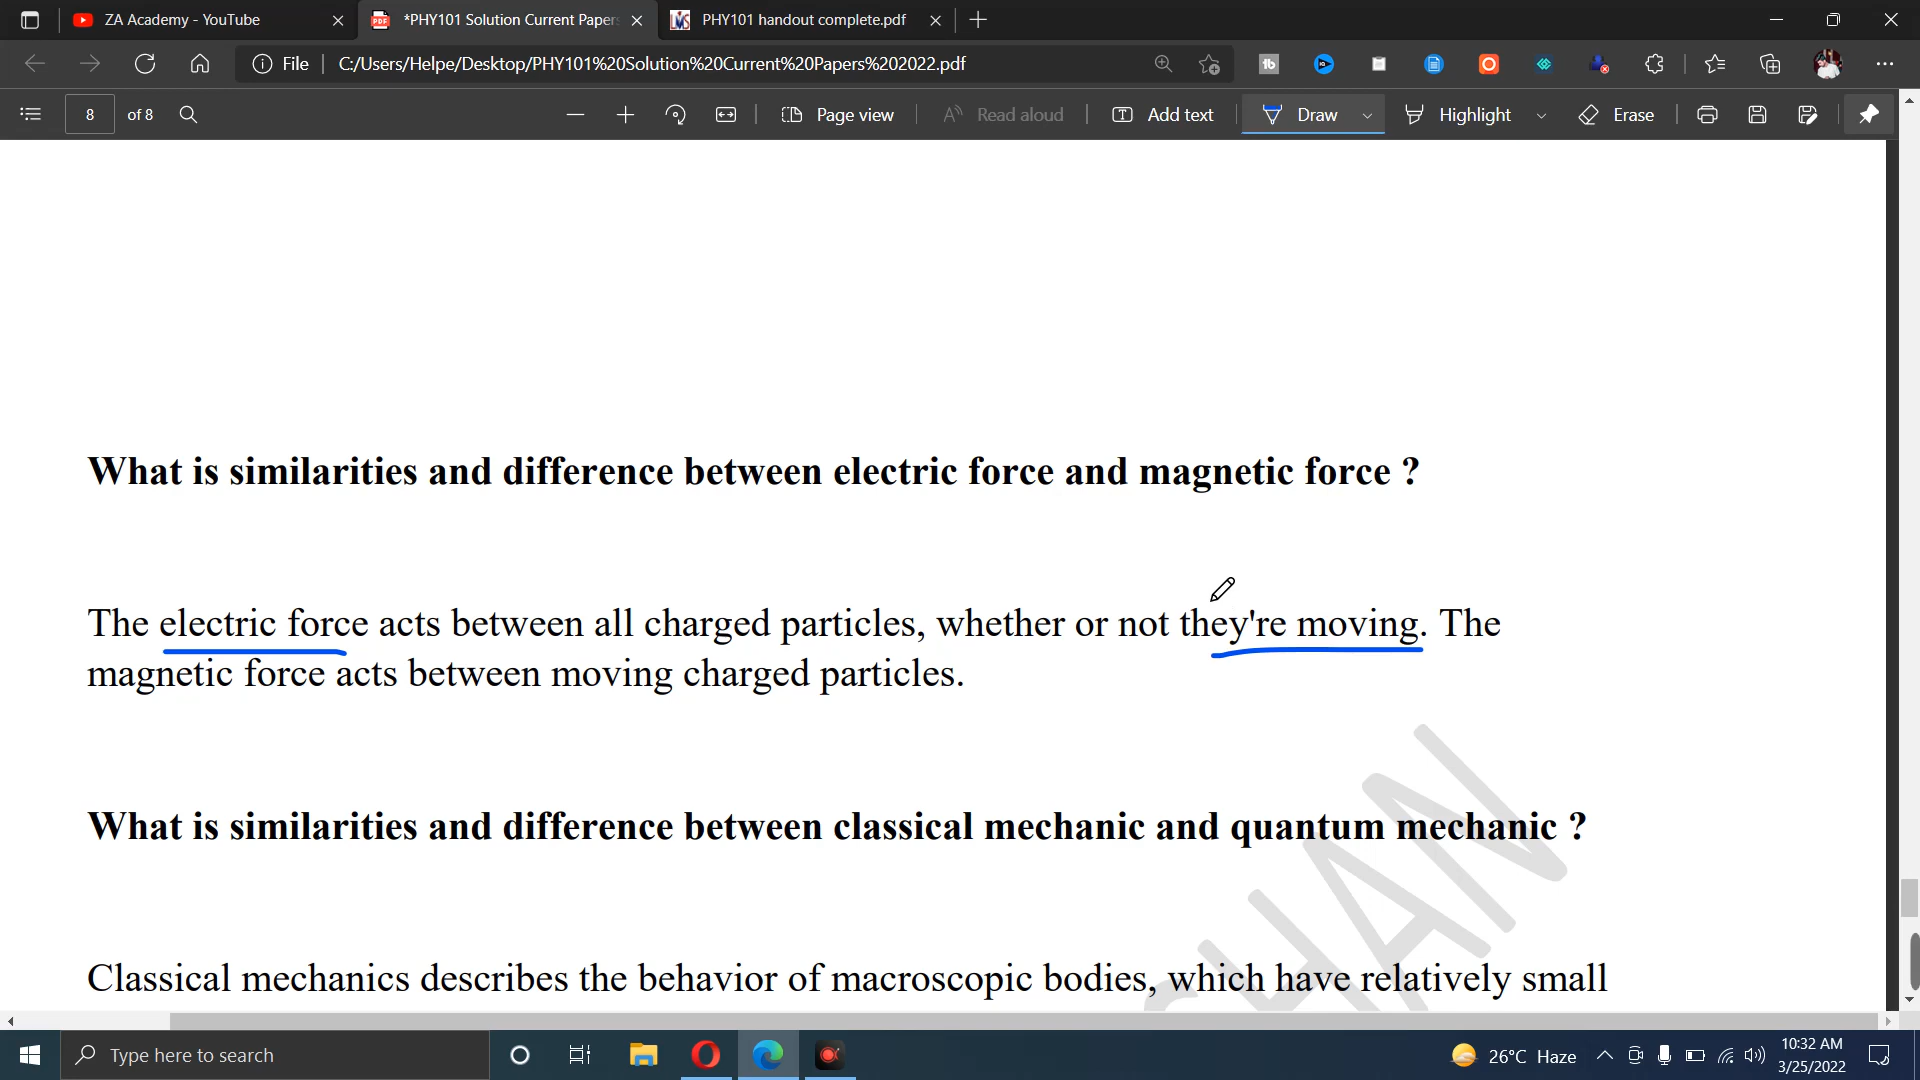 ZA Academy - YouTube
*PHY101 Solution Current Papers
PHY101 handout complete.pdf
File
C:/Users/Helpe/Desktop/PHY101%20Solution%20Current%20Papers%202022.pdf
8 of 8
Page view
Read aloud
Add text
Draw
Highlight
Erase
What is similarities and difference between electric force and magnetic force ?
The electric force acts between all charged particles, whether or not they're moving. The
magnetic force acts between moving charged particles.
What is similarities and difference between classical mechanic and quantum mechanic ?
Classical mechanics describes the behavior of macroscopic bodies, which have relatively small
HAN
Type here to search
26°C Haze
10:32 AM
3/25/2022